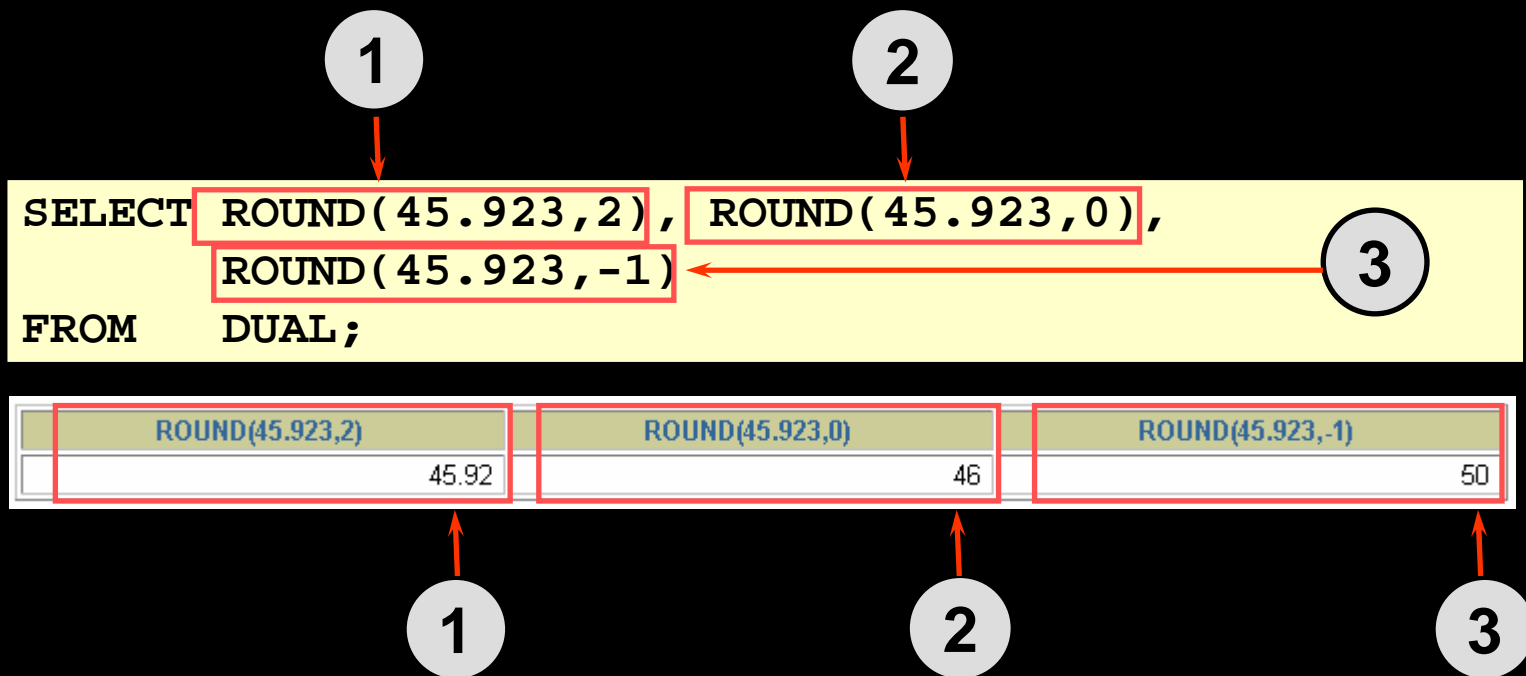 1 2
SELECT ROUND(45.923,2), ROUND(45.923,0),
ROUND(45.923,-1) 3
FROM DUAL;
ROUND(45.923,2) ROUND(45.923,0) ROUND(45.923,-1)
45.92 46 50
1 2 3